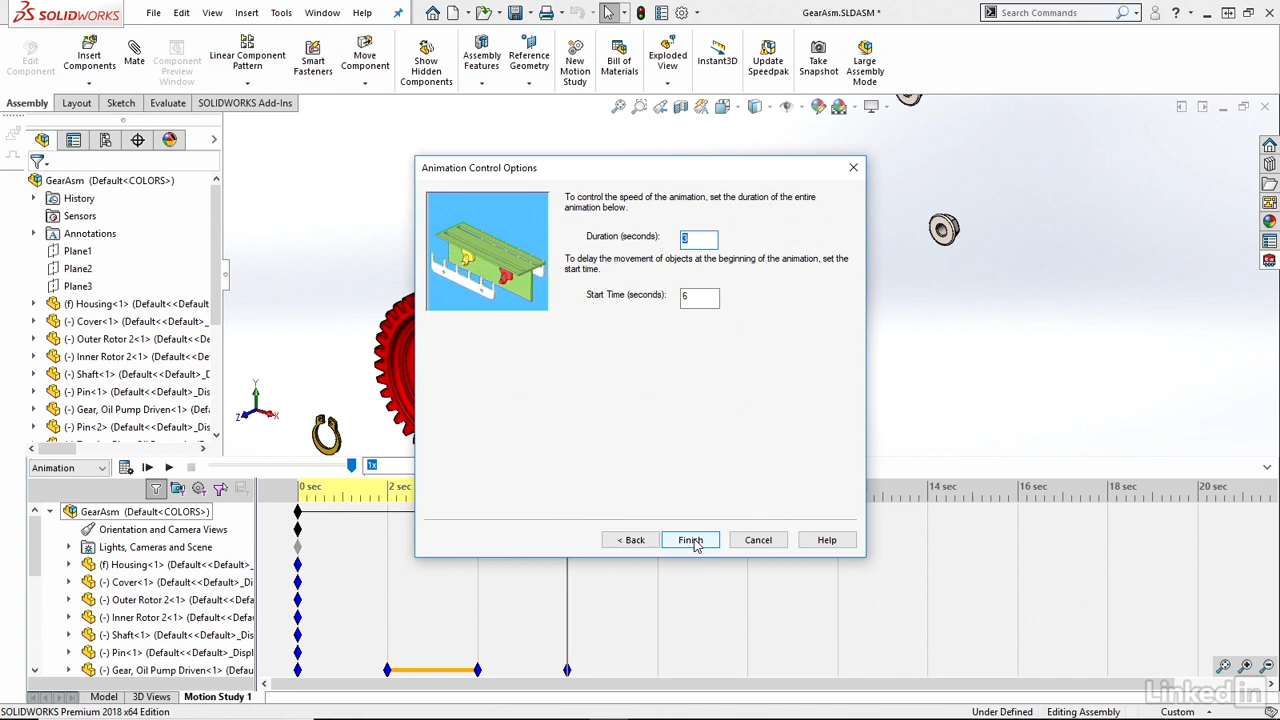 SOLIDWORKS
File
Edit
View
Insert
Tools
Window
Help
GearAsm.SLDASM *
Search Commands
?
Edit
Component
Insert
Components
Mate
Component
Preview
Window
Linear Component
Pattern
Smart
Fasteners
Move
Component
Show
Hidden
Components
Assembly
Features
Reference
Geometry
New
Motion
Study
Bill of
Materials
Exploded
View
Instant3D
Update
Speedpak
Take
Snapshot
Large
Assembly
Mode
Assembly
Layout
Sketch
Evaluate
SOLIDWORKS Add-Ins
GearAsm (Default<COLORS>)
History
Sensors
Annotations
Plane1
Plane2
Plane3
(f) Housing<1> (Default<<Default>
(-) Cover<1> (Default<<Default>_
(-) Outer Rotor 2<1> (Default<<
(-) Inner Rotor 2<1> (Default<<
(-) Shaft<1> (Default<<Default>_
(-) Pin<1> (Default<<Default>_Dis
(-) Gear, Oil Pump Driven<1> (De
(-) Pin<2> (Default<<Default>_Dis
Y
Z
X
Animation Control Options
To control the speed of the animation, set the duration of the entire
animation below.
Duration (seconds):
3
To delay the movement of objects at the beginning of the animation, set the
start time.
Start Time (seconds):
6
< Back
Finish
Cancel
Help
Animation
1x
0 sec
2 sec
14 sec
16 sec
18 sec
20 sec
GearAsm (Default<COLORS>)
Orientation and Camera Views
Lights, Cameras and Scene
(f) Housing<1> (Default<<Default>
(-) Cover<1> (Default<<Default>_D
(-) Outer Rotor 2<1> (Default<<De
(-) Inner Rotor 2<1> (Default<<Def
(-) Shaft<1> (Default<<Default>_Di
(-) Pin<1> (Default<<Default>_Displ
(-) Gear, Oil Pump Driven<1> (Defau
Model
3D Views
Motion Study 1
LinkedIn
SOLIDWORKS Premium 2018 x64 Edition
Under Defined
Editing Assembly
Custom